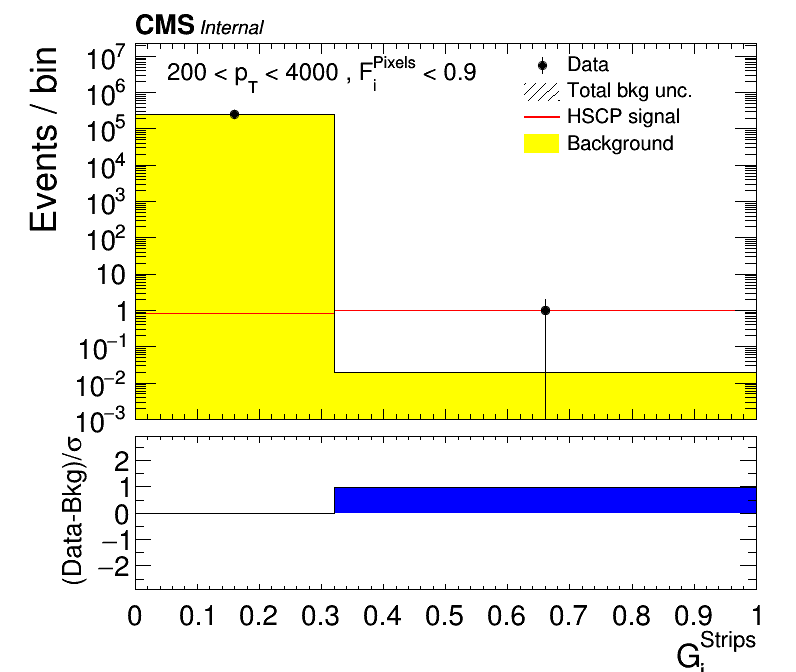 CMS Internal
Events / bin
10^7
10^6
10^5
10^4
10^3
10^2
10
1
10^−1
10^−2
10^−3
200 < p_T < 4000 , F_i^Pixels < 0.9
Data
Total bkg unc.
HSCP signal
Background
(Data-Bkg)/σ
2
1
0
−1
−2
0 0.1 0.2 0.3 0.4 0.5 0.6 0.7 0.8 0.9 1
G_i^Strips